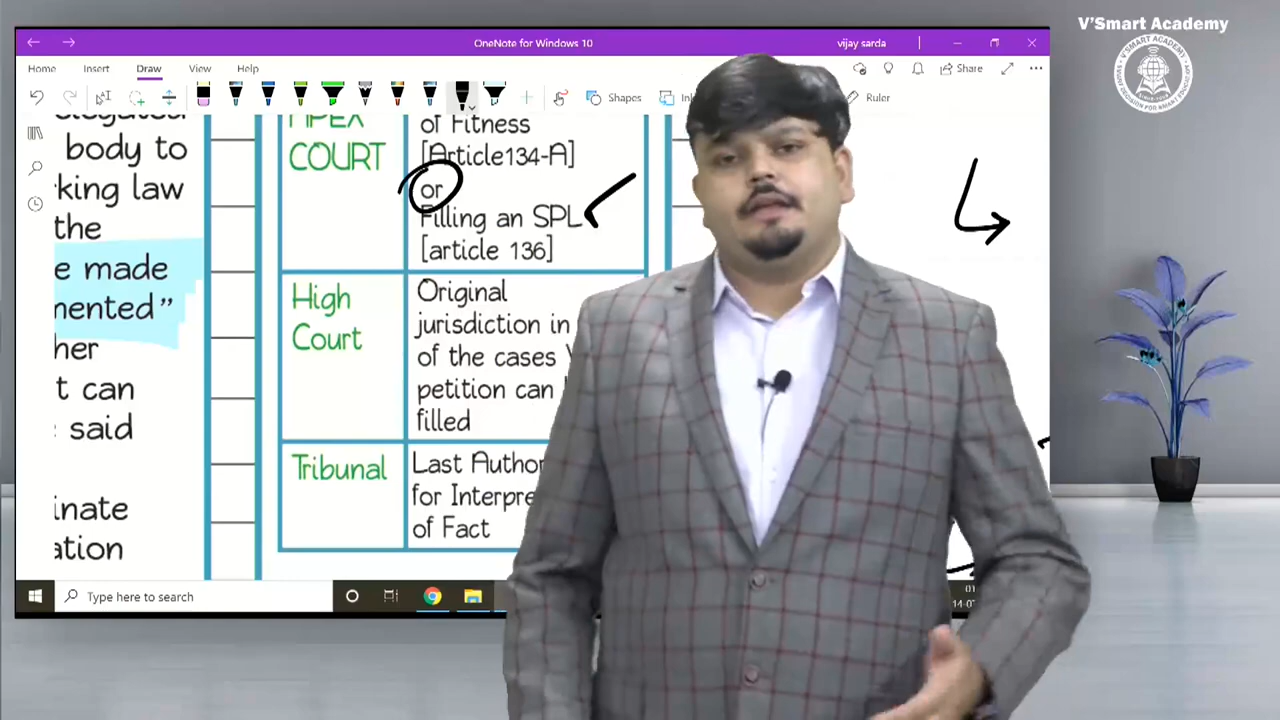 V'Smart Academy
OneNote for Windows 10
vijay sarda
Home Insert Draw View Help
Share
Shapes
Ruler
body to
king law
the
e made
mented"
her
t can
said
inate
ation
APEX
COURT
of Fitness
[Article134-A]
or
Filling an SPL
[article 136]
High
Court
Original
jurisdiction in
of the cases
petition can
filled
Tribunal
Last Author
for Interpre
of Fact
Type here to search